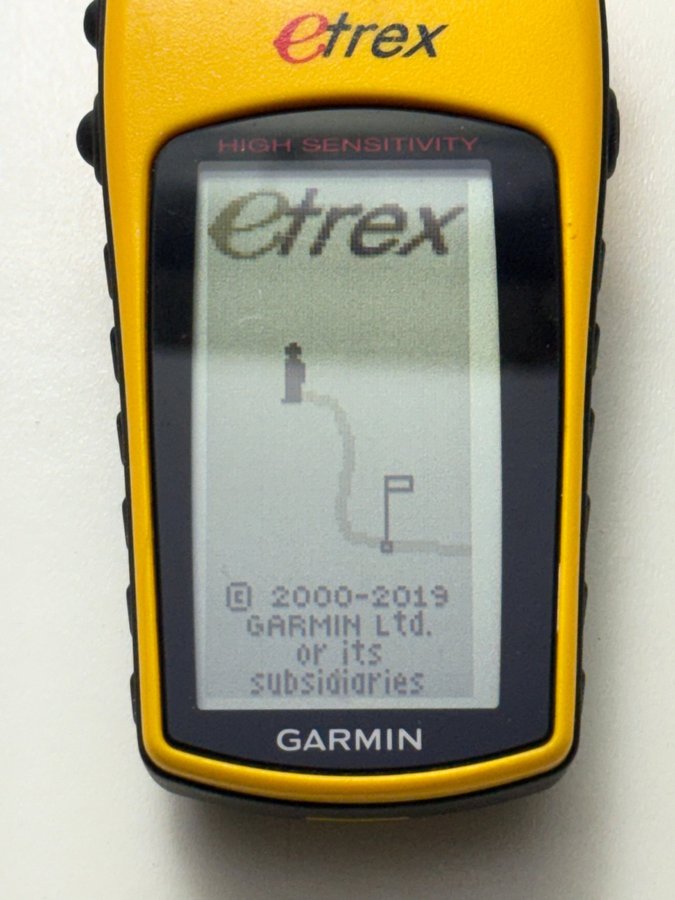 etrex
HIGH SENSITIVITY
etrex
© 2000-2019
GARMIN Ltd.
or its
subsidiaries
GARMIN